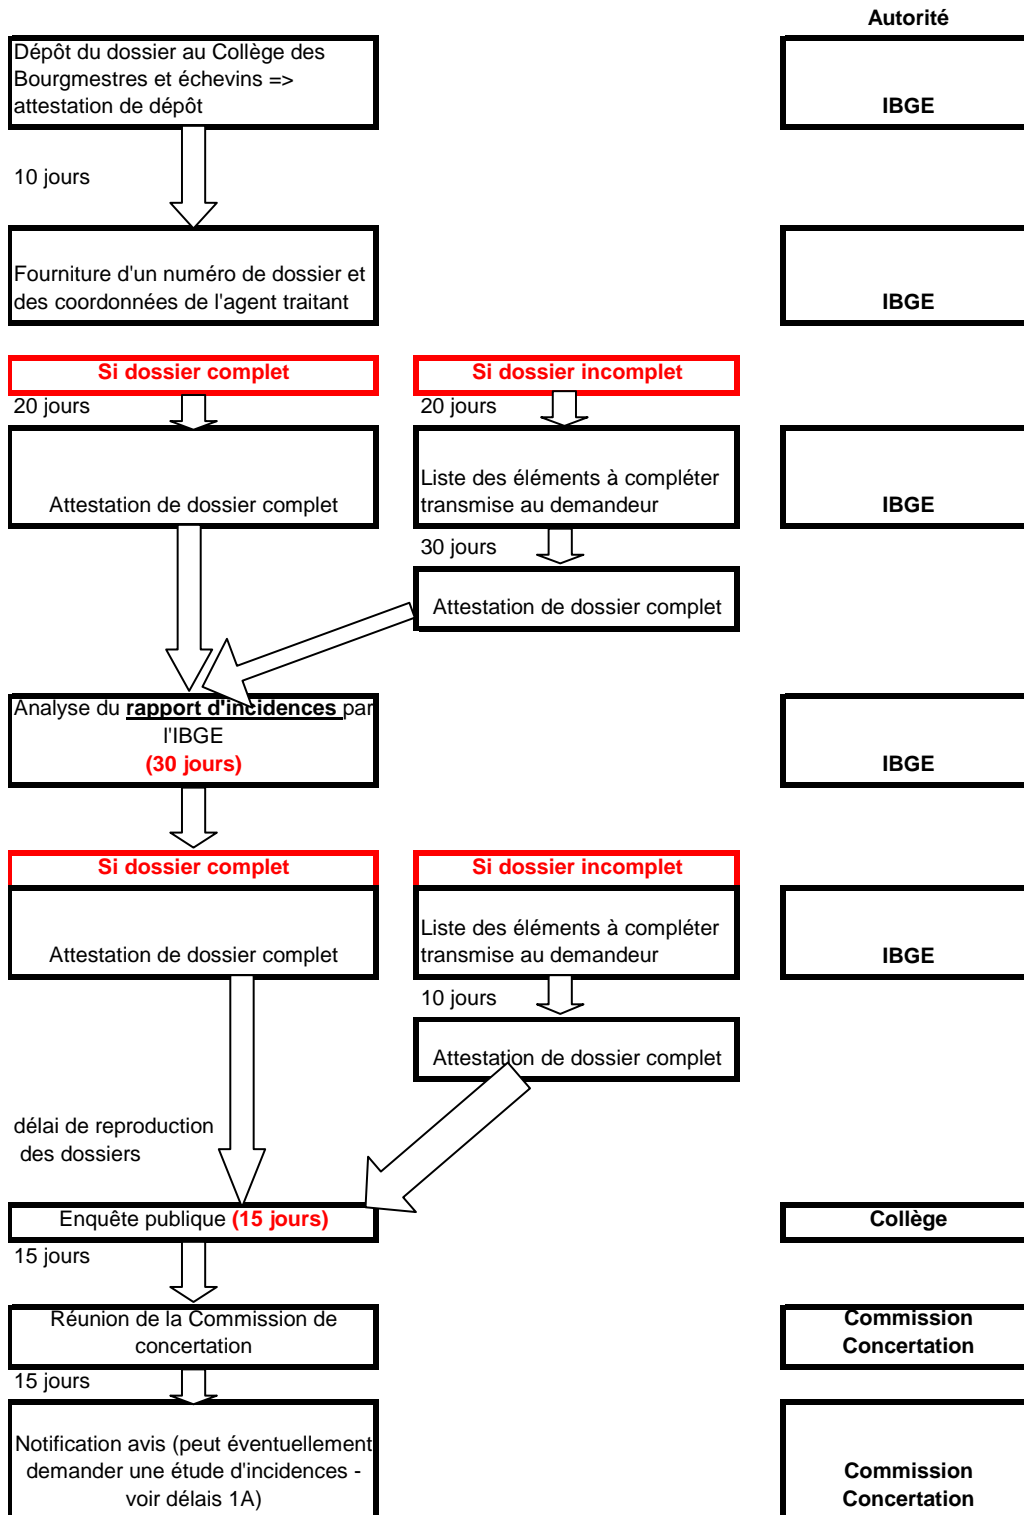 Autorité
Dépôt du dossier au Collège des
Bourgmestres et échevins =>
attestation de dépôt
IBGE
10 jours
Fourniture d'un numéro de dossier et
des coordonnées de l'agent traitant
IBGE
Si dossier complet
Si dossier incomplet
20 jours
20 jours
Attestation de dossier complet
Liste des éléments à compléter
transmise au demandeur
IBGE
30 jours
Attestation de dossier complet
Analyse du rapport d'incidences par
l'IBGE
(30 jours)
IBGE
Si dossier complet
Si dossier incomplet
Attestation de dossier complet
Liste des éléments à compléter
transmise au demandeur
IBGE
10 jours
Attestation de dossier complet
délai de reproduction
des dossiers
Enquête publique (15 jours)
Collège
15 jours
Réunion de la Commission de
concertation
Commission
Concertation
15 jours
Notification avis (peut éventuellement
demander une étude d'incidences -
voir délais 1A)
Commission
Concertation